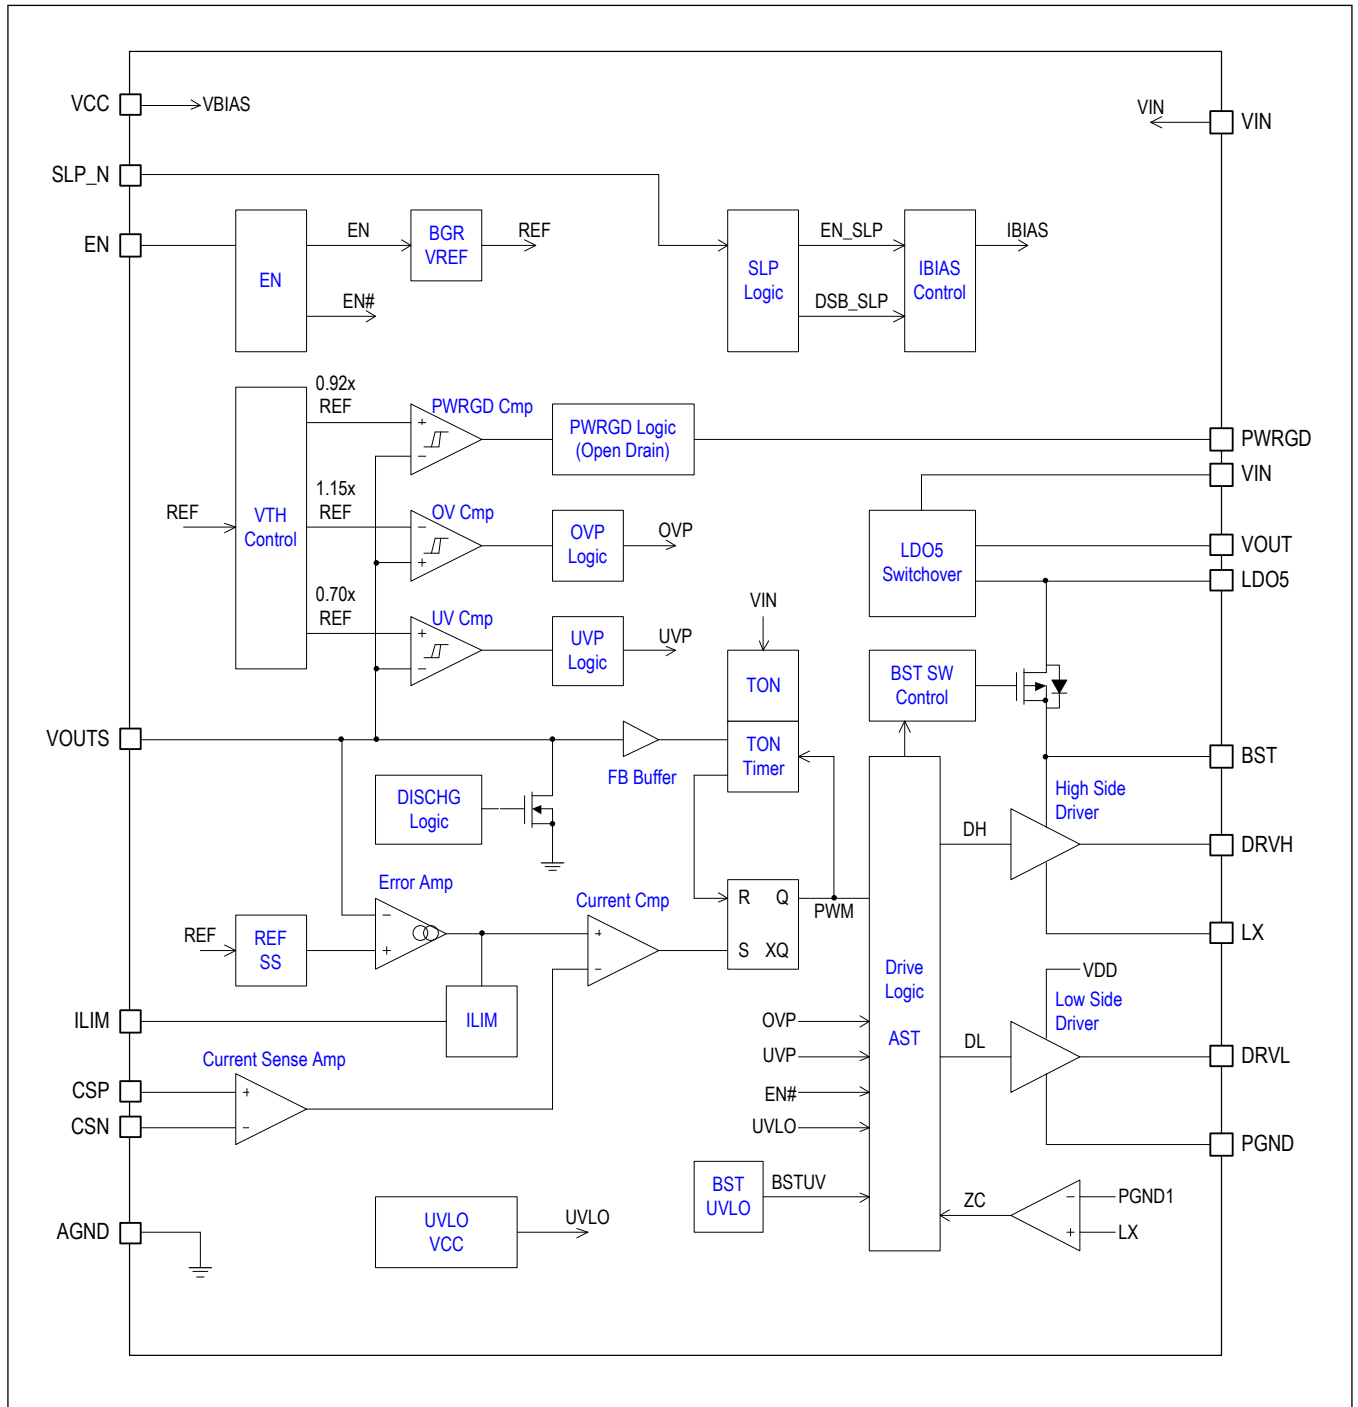 VCC
VBIAS
VIN
VIN
SLP_N
EN
EN
EN
EN#
BGR
VREF
REF
SLP
Logic
EN_SLP
DSB_SLP
IBIAS
Control
IBIAS
REF
VTH
Control
0.92x
REF
1.15x
REF
0.70x
REF
PWRGD Cmp
+
−
PWRGD Logic
(Open Drain)
PWRGD
OV Cmp
−
+
OVP
Logic
OVP
UV Cmp
+
−
UVP
Logic
UVP
VIN
LDO5
Switchover
VOUT
LDO5
VIN
TON
TON
Timer
BST SW
Control
BST
VOUTS
FB Buffer
DISCHG
Logic
High Side
Driver
DH
DRVH
LX
Error Amp
−
+
REF
REF
SS
Current Cmp
+
−
R Q
S XQ
PWM
Drive
Logic
AST
VDD
Low Side
Driver
DL
DRVL
PGND
ILIM
ILIM
Current Sense Amp
CSP
+
CSN
−
OVP
UVP
EN#
UVLO
BST
UVLO
BSTUV
ZC
−
PGND1
+
LX
AGND
UVLO
VCC
UVLO